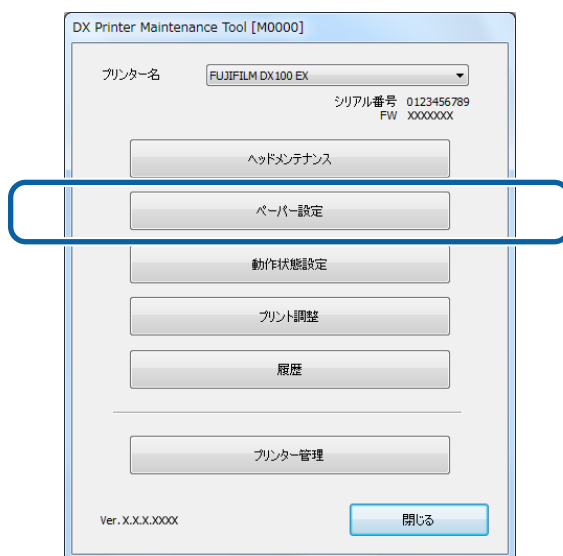 DX Printer Maintenance Tool [M0000]
プリンター名 FUJIFILM DX100 EX
シリアル番号 0123456789
FW XXXXXXX
ヘッドメンテナンス
ペーパー設定
動作状態設定
プリント調整
履歴
プリンター管理
Ver. X.X.X.XXXX 閉じる